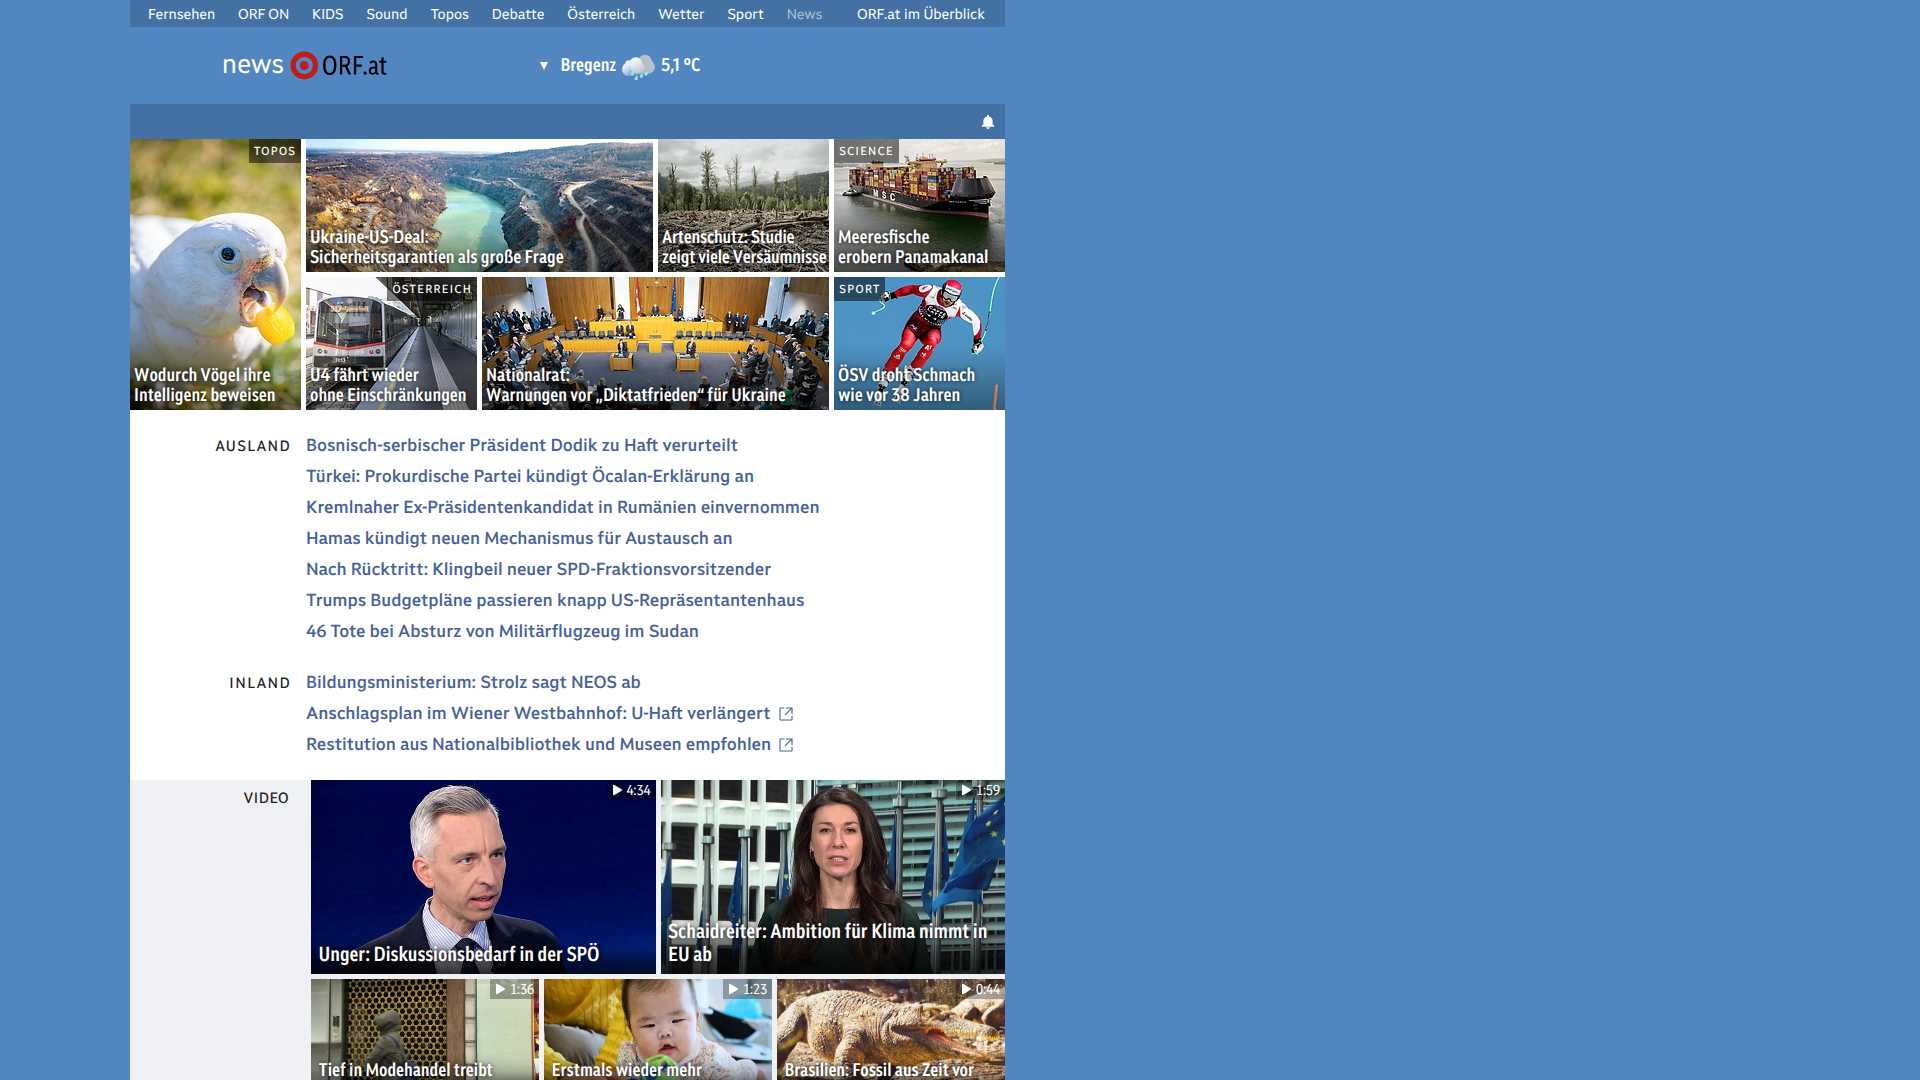 Fernsehen ORF ON KIDS Sound Topos Debatte Österreich Wetter Sport News ORF.at im Überblick
news ORF.at
Bregenz 5,1 °C
TOPOS
Wodurch Vögel ihre
Intelligenz beweisen
Ukraine-US-Deal:
Sicherheitsgarantien als große Frage
Artenschutz: Studie
zeigt viele Versäumnisse
SCIENCE
MSC
Meeresfische
erobern Panamakanal
ÖSTERREICH
U4 fährt wieder
ohne Einschränkungen
Nationalrat:
Warnungen vor „Diktatfrieden“ für Ukraine
SPORT
ÖSV droht Schmach
wie vor 38 Jahren
AUSLAND
Bosnisch-serbischer Präsident Dodik zu Haft verurteilt
Türkei: Prokurdische Partei kündigt Öcalan-Erklärung an
Kremlnaher Ex-Präsidentenkandidat in Rumänien einvernommen
Hamas kündigt neuen Mechanismus für Austausch an
Nach Rücktritt: Klingbeil neuer SPD-Fraktionsvorsitzender
Trumps Budgetpläne passieren knapp US-Repräsentantenhaus
46 Tote bei Absturz von Militärflugzeug im Sudan
INLAND
Bildungsministerium: Strolz sagt NEOS ab
Anschlagsplan im Wiener Westbahnhof: U-Haft verlängert
Restitution aus Nationalbibliothek und Museen empfohlen
VIDEO
4:34
Unger: Diskussionsbedarf in der SPÖ
1:59
Schaidreiter: Ambition für Klima nimmt in
EU ab
1:36
Tief in Modehandel treibt
1:23
Erstmals wieder mehr
0:44
Brasilien: Fossil aus Zeit vor